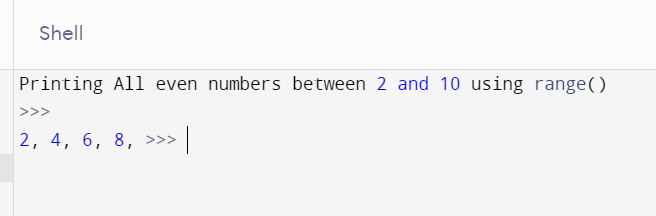 Shell
Printing All even numbers between 2 and 10 using range()
>>>
2, 4, 6, 8, >>>